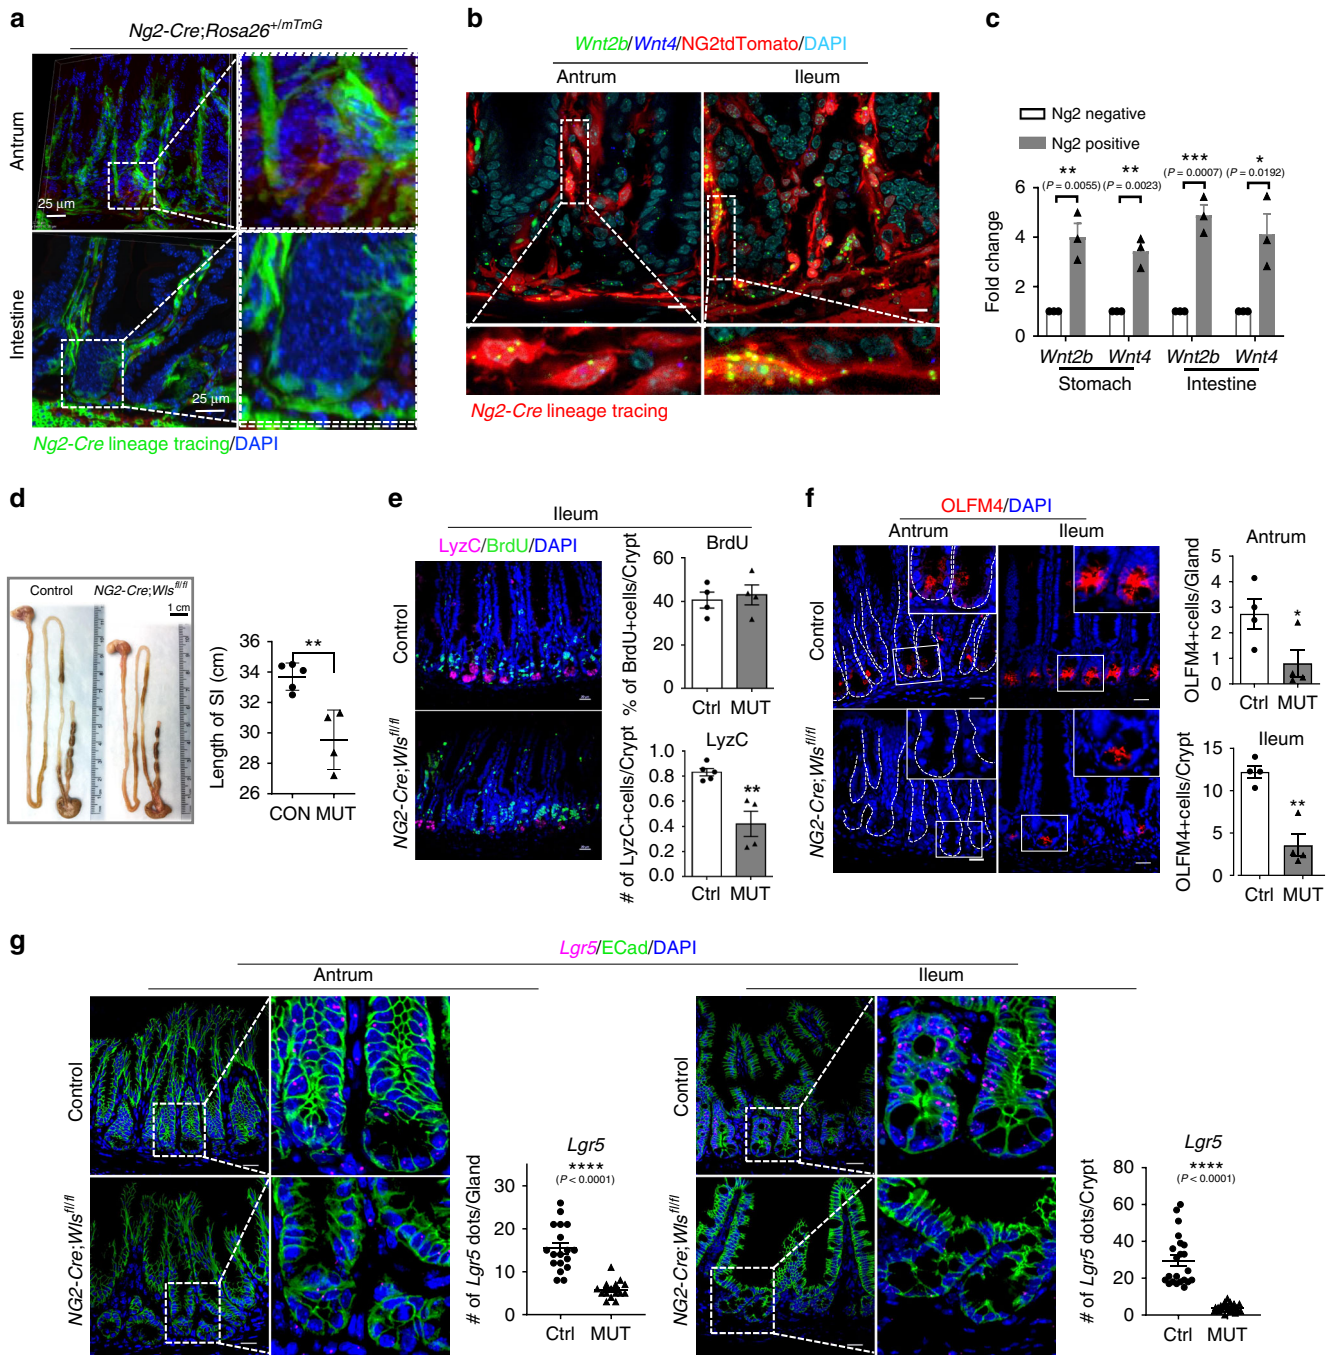 a
Ng2-Cre;Rosa26+/mTmG
Antrum
25 µm
Intestine
25 µm
Ng2-Cre lineage tracing/DAPI
b
Wnt2b/Wnt4/NG2tdTomato/DAPI
Antrum
Ileum
Ng2-Cre lineage tracing
c
Ng2 negative
Ng2 positive
** ** *** *
(P = 0.0055) (P = 0.0023) (P = 0.0007) (P = 0.0192)
Fold change
6
4
2
0
Wnt2b Wnt4 Wnt2b Wnt4
Stomach Intestine
d
Control NG2-Cre;Wlsfl/fl
1 cm
Length of SI (cm)
36
34
32
30
28
26
**
CON MUT
e
Ileum
LyzC/BrdU/DAPI
Control
NG2-Cre;Wlsfl/fl
BrdU
% of BrdU+cells/Crypt
60
40
20
0
Ctrl MUT
LyzC
# of LyzC+cells/Crypt
1.0
0.8
0.6
0.4
0.2
0.0
**
Ctrl MUT
f
OLFM4/DAPI
Antrum
Ileum
Control
NG2-Cre;Wlsfl/fl
Antrum
OLFM4+cells/Gland
5
4
3
2
1
0
*
Ileum
OLFM4+cells/Crypt
15
10
5
0
**
Ctrl MUT
g
Lgr5/ECad/DAPI
Antrum
Ileum
Control
NG2-Cre;Wlsfl/fl
Lgr5
****
(P < 0.0001)
# of Lgr5 dots/Gland
30
20
10
0
Ctrl MUT
Control
NG2-Cre;Wlsfl/fl
Lgr5
****
(P < 0.0001)
# of Lgr5 dots/Crypt
80
60
40
20
0
Ctrl MUT